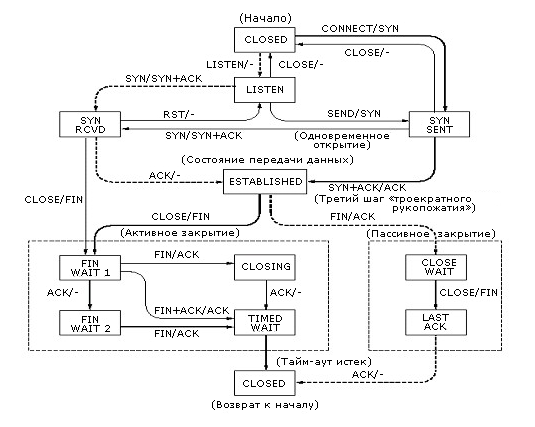 (Начало)
CLOSED
CONNECT/SYN
CLOSE/-
LISTEN/-
CLOSE/-
SYN/SYN+ACK
LISTEN
SYN
RCVD
RST/-
SEND/SYN
SYN
SENT
SYN/SYN+ACK
(Одновременное
открытие)
(Состояние передачи данных)
ACK/-
ESTABLISHED
SYN+ACK/ACK
(Третий шаг «троекратного
рукопожатия»)
CLOSE/FIN
CLOSE/FIN
FIN/ACK
(Активное закрытие)
(Пассивное закрытие)
FIN
WAIT 1
FIN/ACK
CLOSING
CLOSE
WAIT
ACK/-
ACK/-
CLOSE/FIN
FIN+ACK/ACK
FIN
WAIT 2
FIN/ACK
TIMED
WAIT
LAST
ACK
(Тайм-аут истек)
CLOSED
ACK/-
(Возврат к началу)